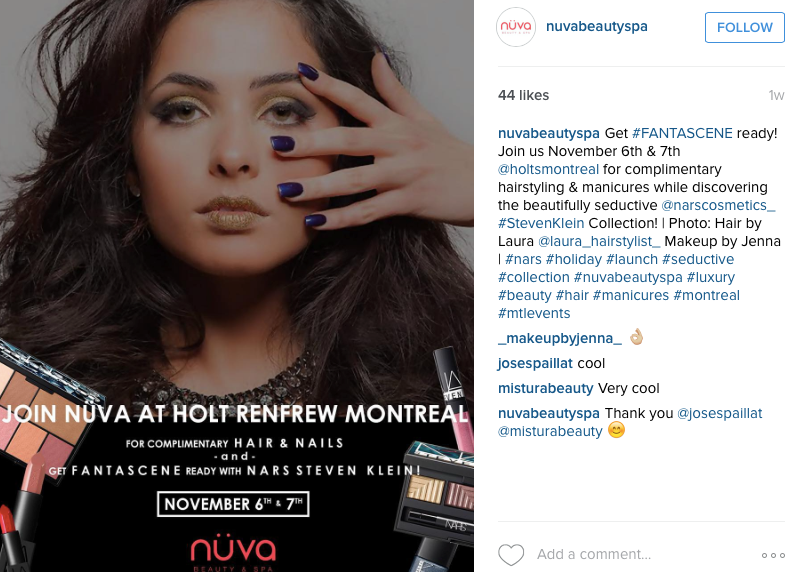 JOIN NÜVA AT HOLT RENFREW MONTREAL
FOR COMPLIMENTARY HAIR & NAILS
-and-
GET FANTASCENE READY WITH NARS STEVEN KLEIN!
NOVEMBER 6TH & 7TH
nüva
BEAUTY & SPA
NARS
nüva
BEAUTY & SPA
nuvabeautyspa
FOLLOW
44 likes
1w
nuvabeautyspa Get #FANTASCENE ready!
Join us November 6th & 7th
@holtsmontreal for complimentary
hairstyling & manicures while discovering
the beautifully seductive @narscosmetics_
#StevenKlein Collection! | Photo: Hair by
Laura @laura_hairstylist_ Makeup by Jenna
| #nars #holiday #launch #seductive
#collection #nuvabeautyspa #luxury
#beauty #hair #manicures #montreal
#mtlevents
_makeupbyjenna_ 👌🏼
josespaillat cool
misturabeauty Very cool
nuvabeautyspa Thank you @josespaillat
@misturabeauty 😊
Add a comment...